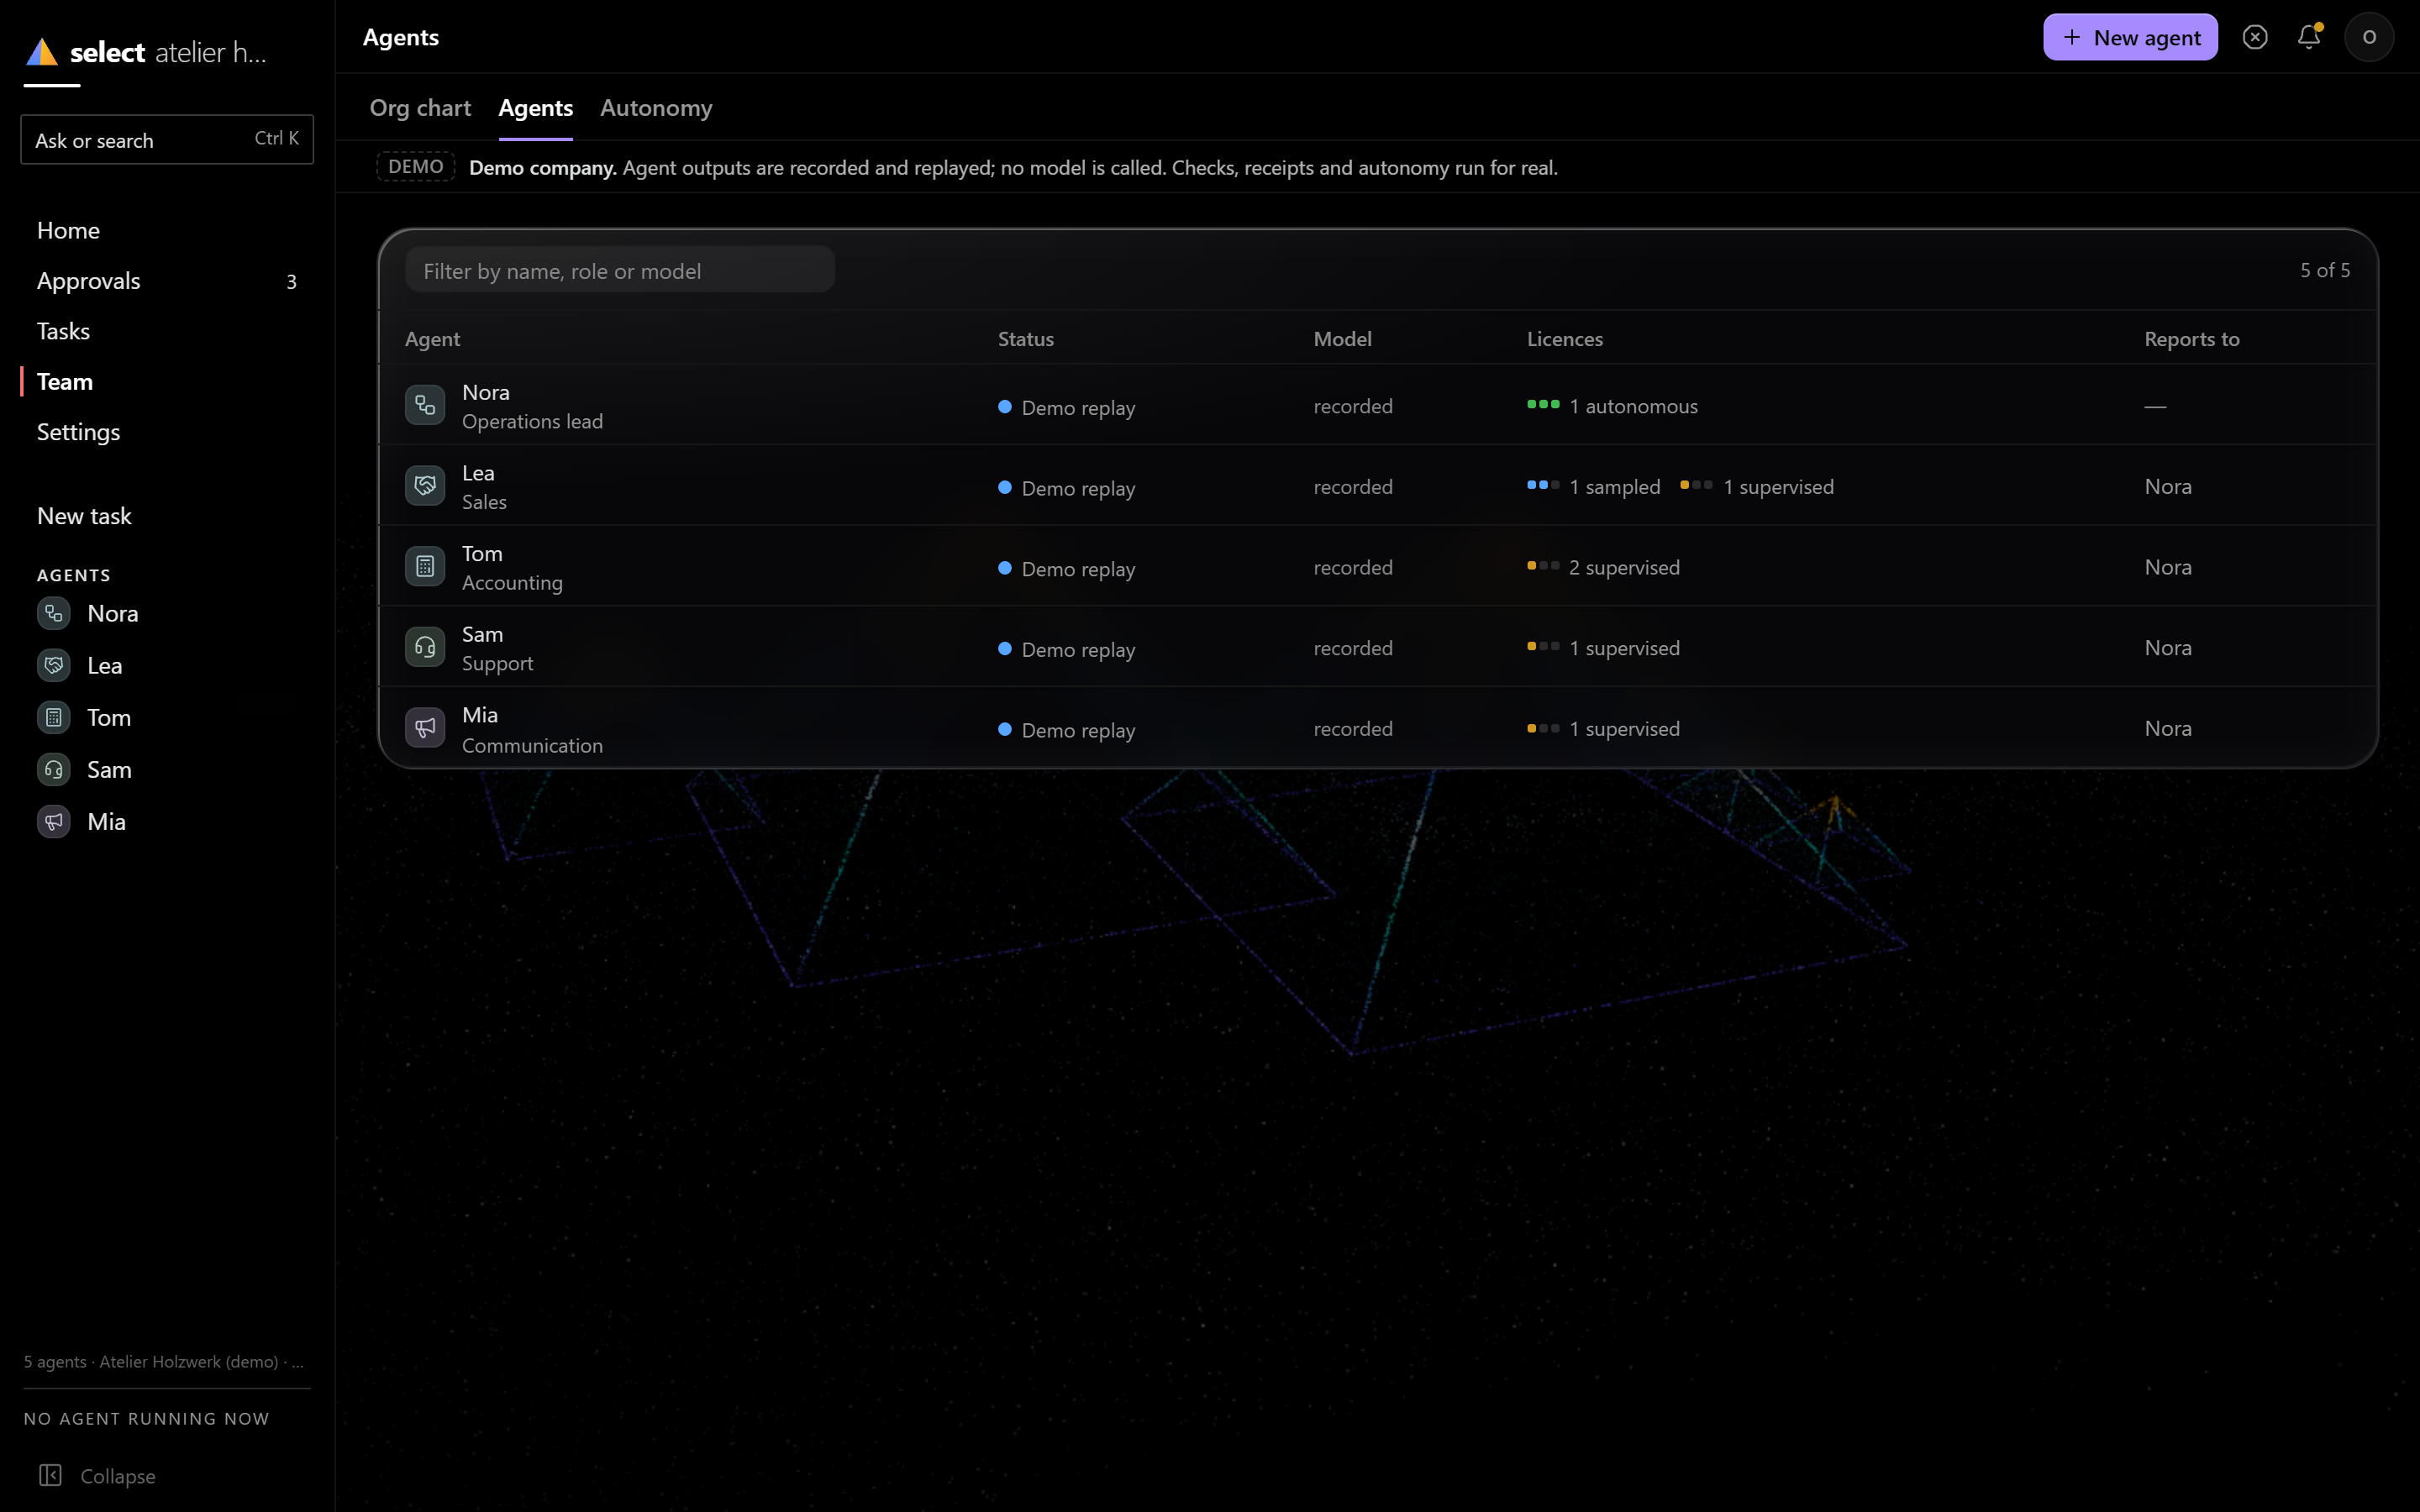 select atelier h...
Ask or search Ctrl K
Home
Approvals 3
Tasks
Team
Settings
New task
AGENTS
Nora
Lea
Tom
Sam
Mia
5 agents · Atelier Holzwerk (demo) · ...
NO AGENT RUNNING NOW
Collapse
Agents
+ New agent
O
Org chart Agents Autonomy
DEMO Demo company. Agent outputs are recorded and replayed; no model is called. Checks, receipts and autonomy run for real.
Filter by name, role or model 5 of 5
Agent Status Model Licences Reports to
Nora
Operations lead
Demo replay recorded 1 autonomous —
Lea
Sales
Demo replay recorded 1 sampled 1 supervised Nora
Tom
Accounting
Demo replay recorded 2 supervised Nora
Sam
Support
Demo replay recorded 1 supervised Nora
Mia
Communication
Demo replay recorded 1 supervised Nora